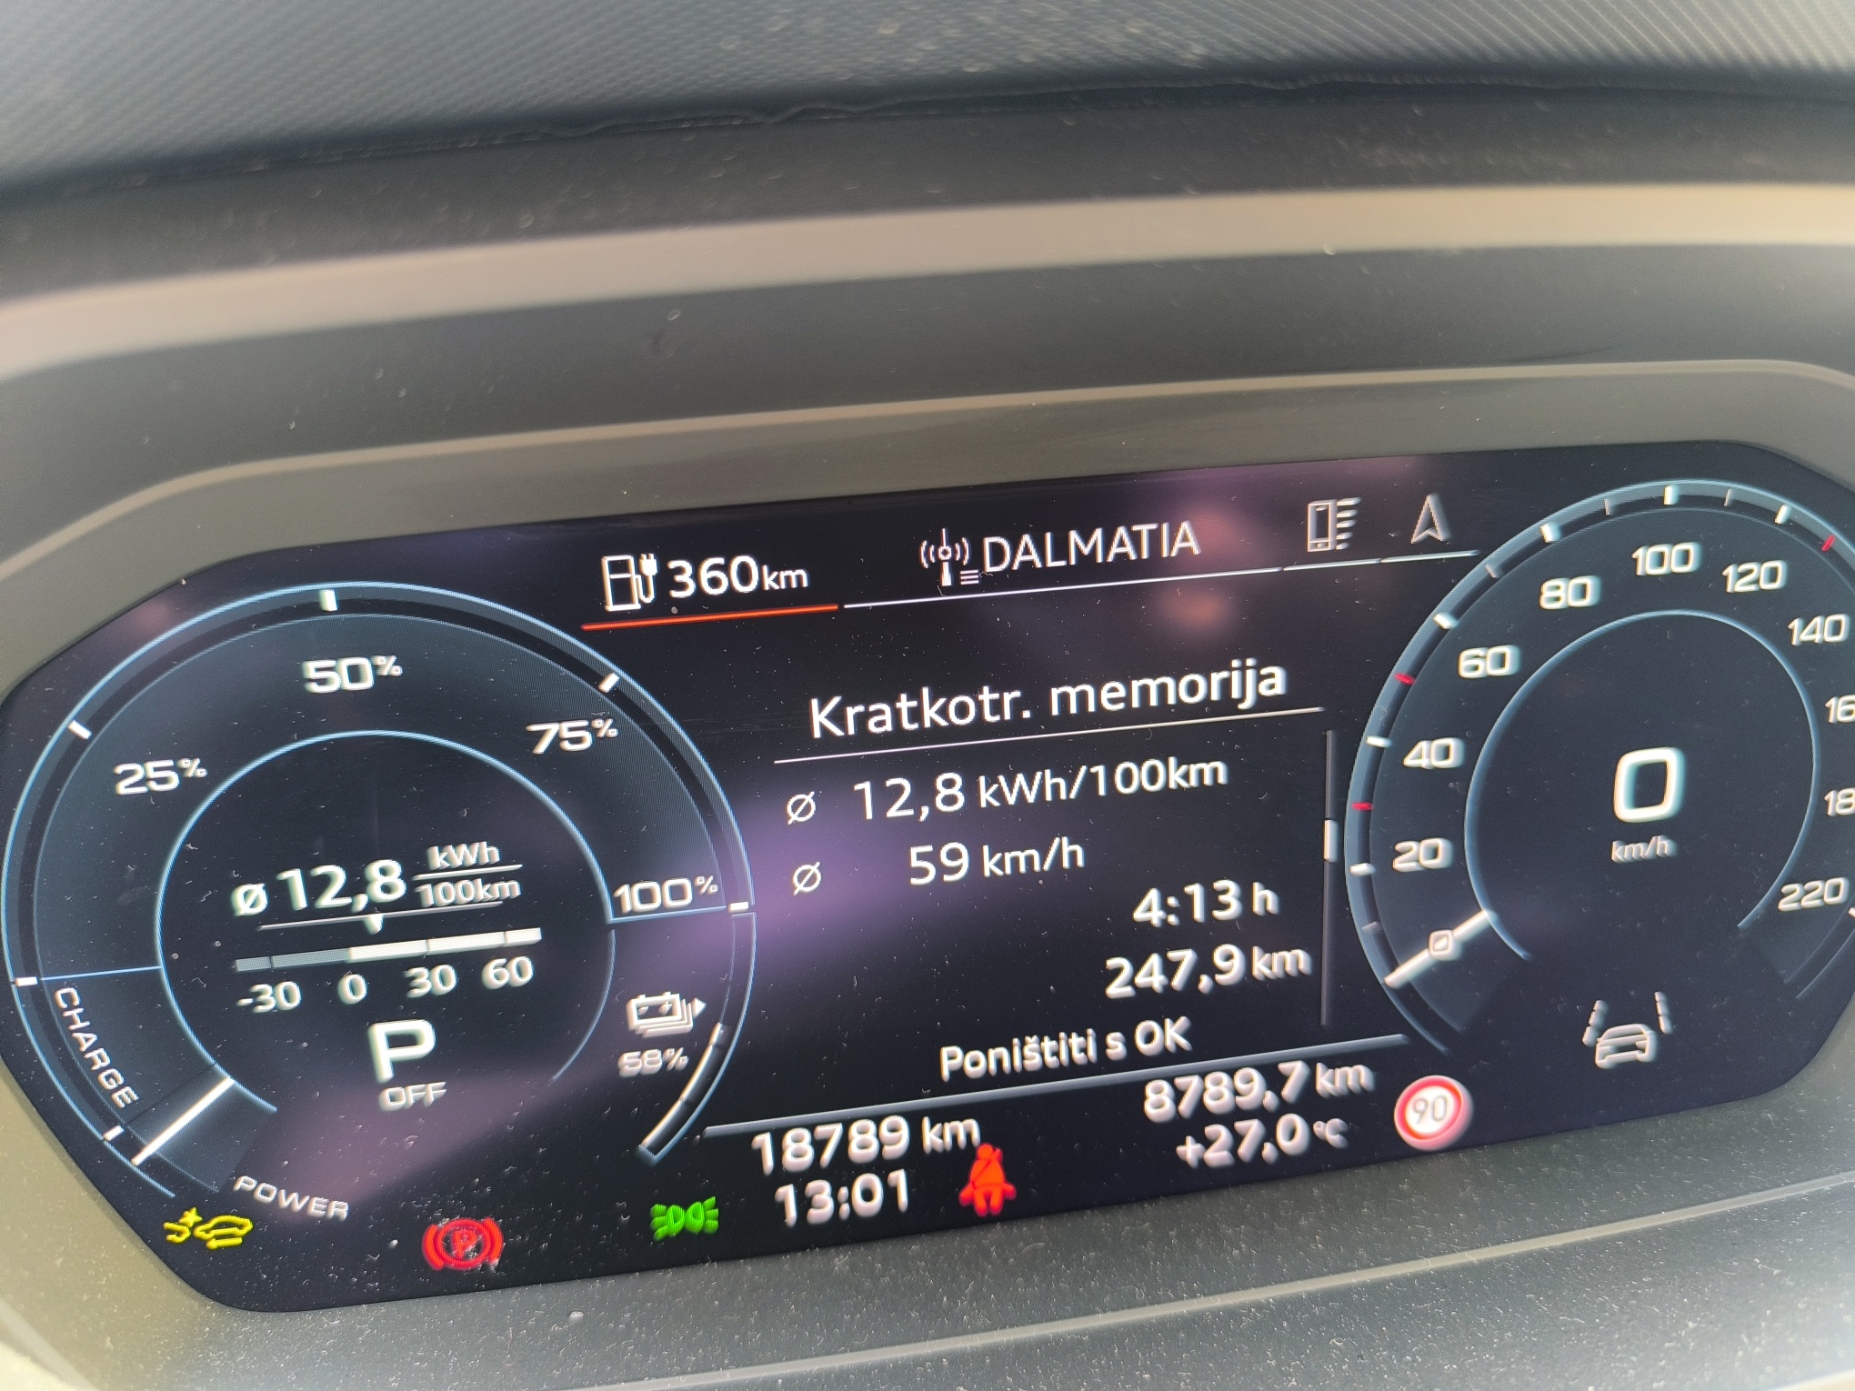 360 km
DALMATIA
25%
50%
75%
100%
ø 12,8 kWh/100km
-30 0 30 60
P
OFF
CHARGE
POWER
58%
Kratkotr. memorija
ø 12,8 kWh/100km
ø 59 km/h
4:13 h
247,9 km
Poništiti s OK
18789 km
8789,7 km
13:01
+27,0 °C
90
20
40
60
80
100
120
140
220
0
km/h